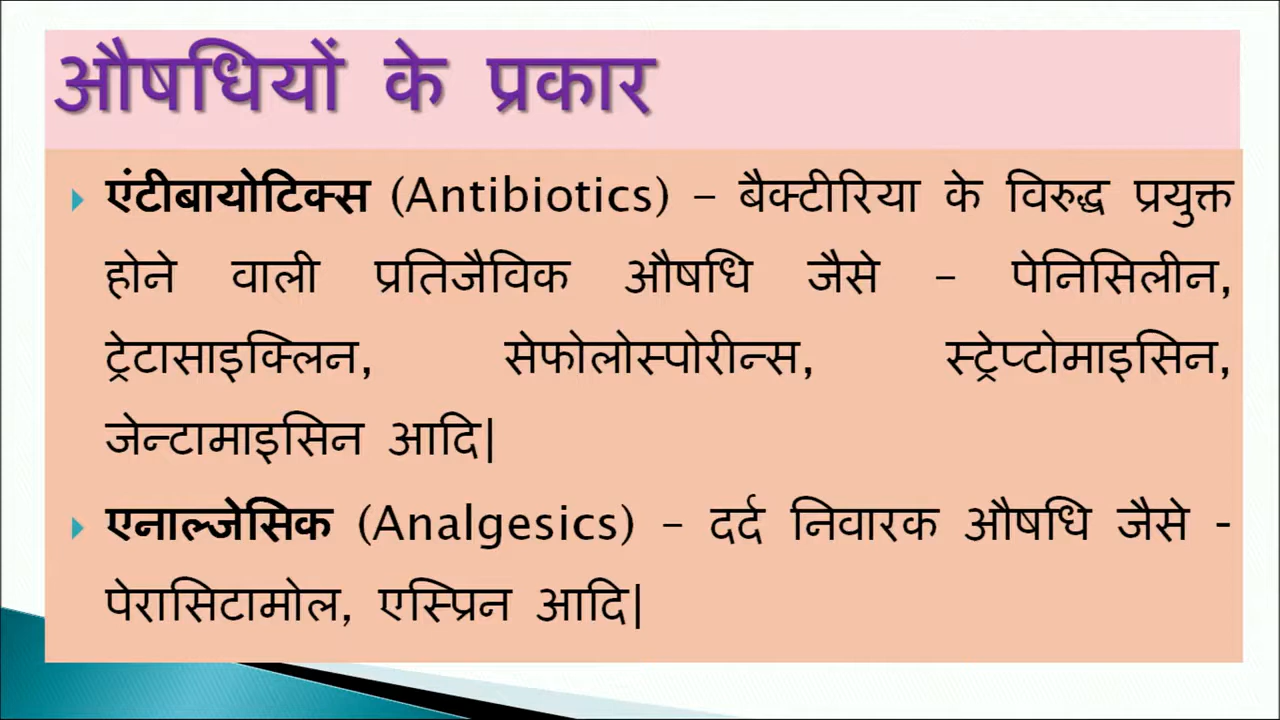 औषधियों के प्रकार
एंटीबायोटिक्स (Antibiotics) – बैक्टीरिया के विरुद्ध प्रयुक्त
होने वाली प्रतिजैविक औषधि जैसे – पेनिसिलीन,
ट्रेटासाइक्लिन, सेफोलोस्पोरीन्स, स्ट्रेप्टोमाइसिन,
जेन्टामाइसिन आदि|
एनाल्जेसिक (Analgesics) – दर्द निवारक औषधि जैसे -
पेरासिटामोल, एस्प्रिन आदि|